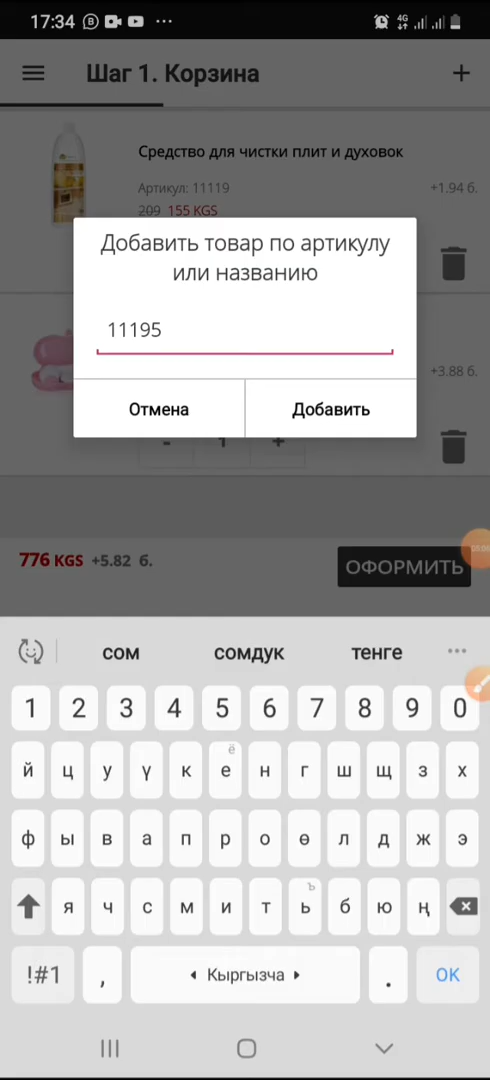 17:34 4G
Шаг 1. Корзина +
Средство для чистки плит и духовок
Артикул: 11119 +1.94 б.
209 155 KGS
Добавить товар по артикулу
или названию
11195
+3.88 б.
Отмена Добавить
- 1 +
776 KGS +5.82 б. ОФОРМИТЬ
сом сомдук тенге
1 2 3 4 5 6 7 8 9 0
ё
й ц у ү к е н г ш щ з х
ф ы в а п р о ө л д ж э
ъ
я ч с м и т ь б ю ң
!#1 , Кыргызча . OK